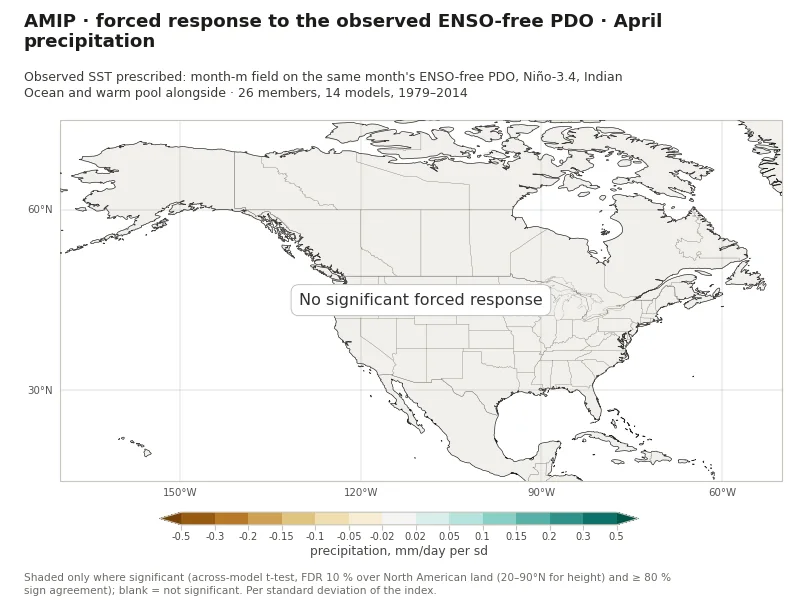 AMIP · forced response to the observed ENSO-free PDO · April
precipitation
Observed SST prescribed: month-m field on the same month's ENSO-free PDO, Niño-3.4, Indian
Ocean and warm pool alongside · 26 members, 14 models, 1979–2014
60°N
No significant forced response
30°N
150°W 120°W 90°W 60°W
-0.5 -0.3 -0.2 -0.15 -0.1 -0.05 -0.02 0.02 0.05 0.1 0.15 0.2 0.3 0.5
precipitation, mm/day per sd
Shaded only where significant (across-model t-test, FDR 10 % over North American land (20–90°N for height) and ≥ 80 %
sign agreement); blank = not significant. Per standard deviation of the index.